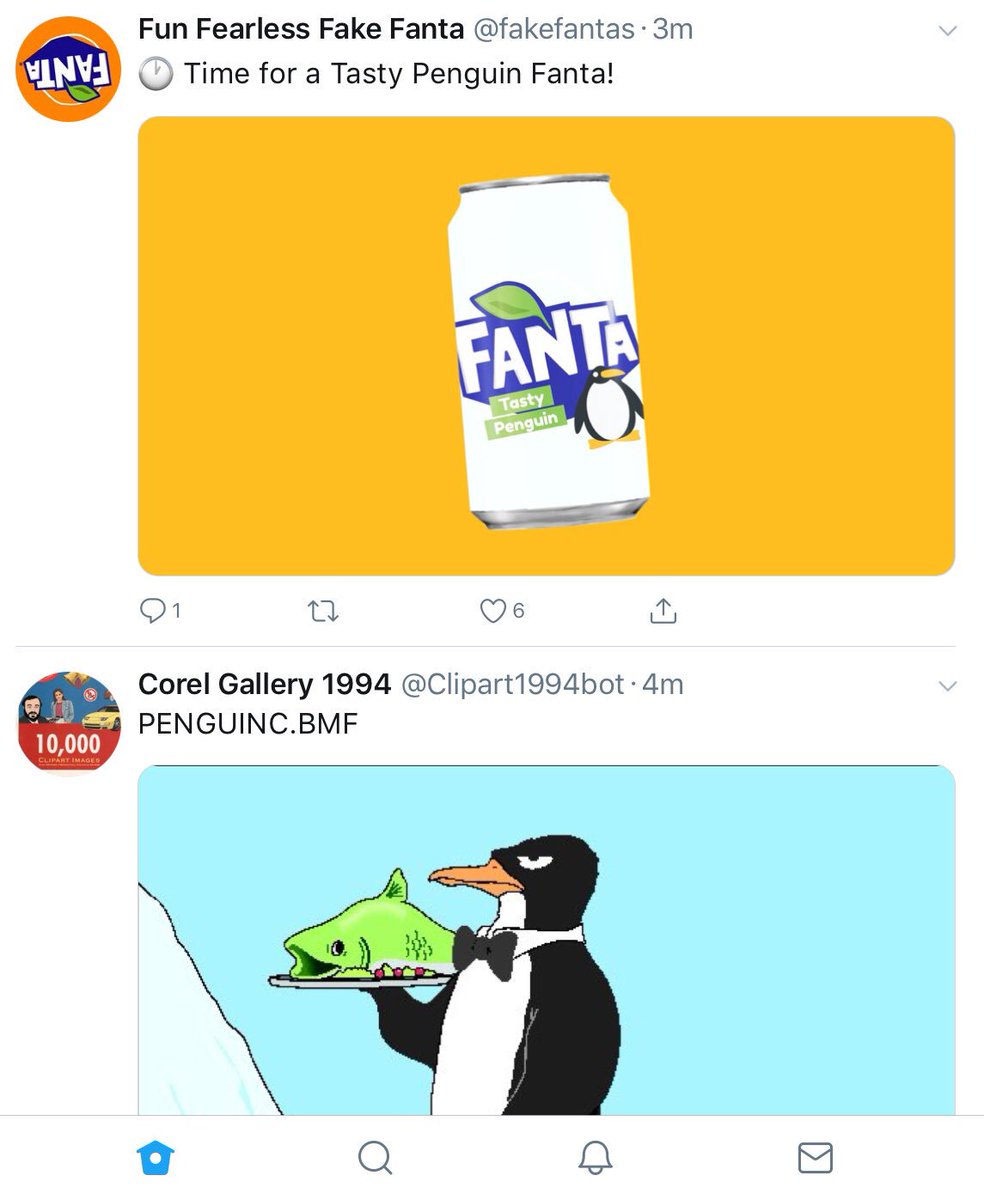 Fun Fearless Fake Fanta @fakefantas · 3m
🕐 Time for a Tasty Penguin Fanta!
FANTA
FANTA
Tasty
Penguin
1
6
Corel Gallery 1994 @Clipart1994bot · 4m
PENGUINC.BMF
10,000
CLIPART IMAGES